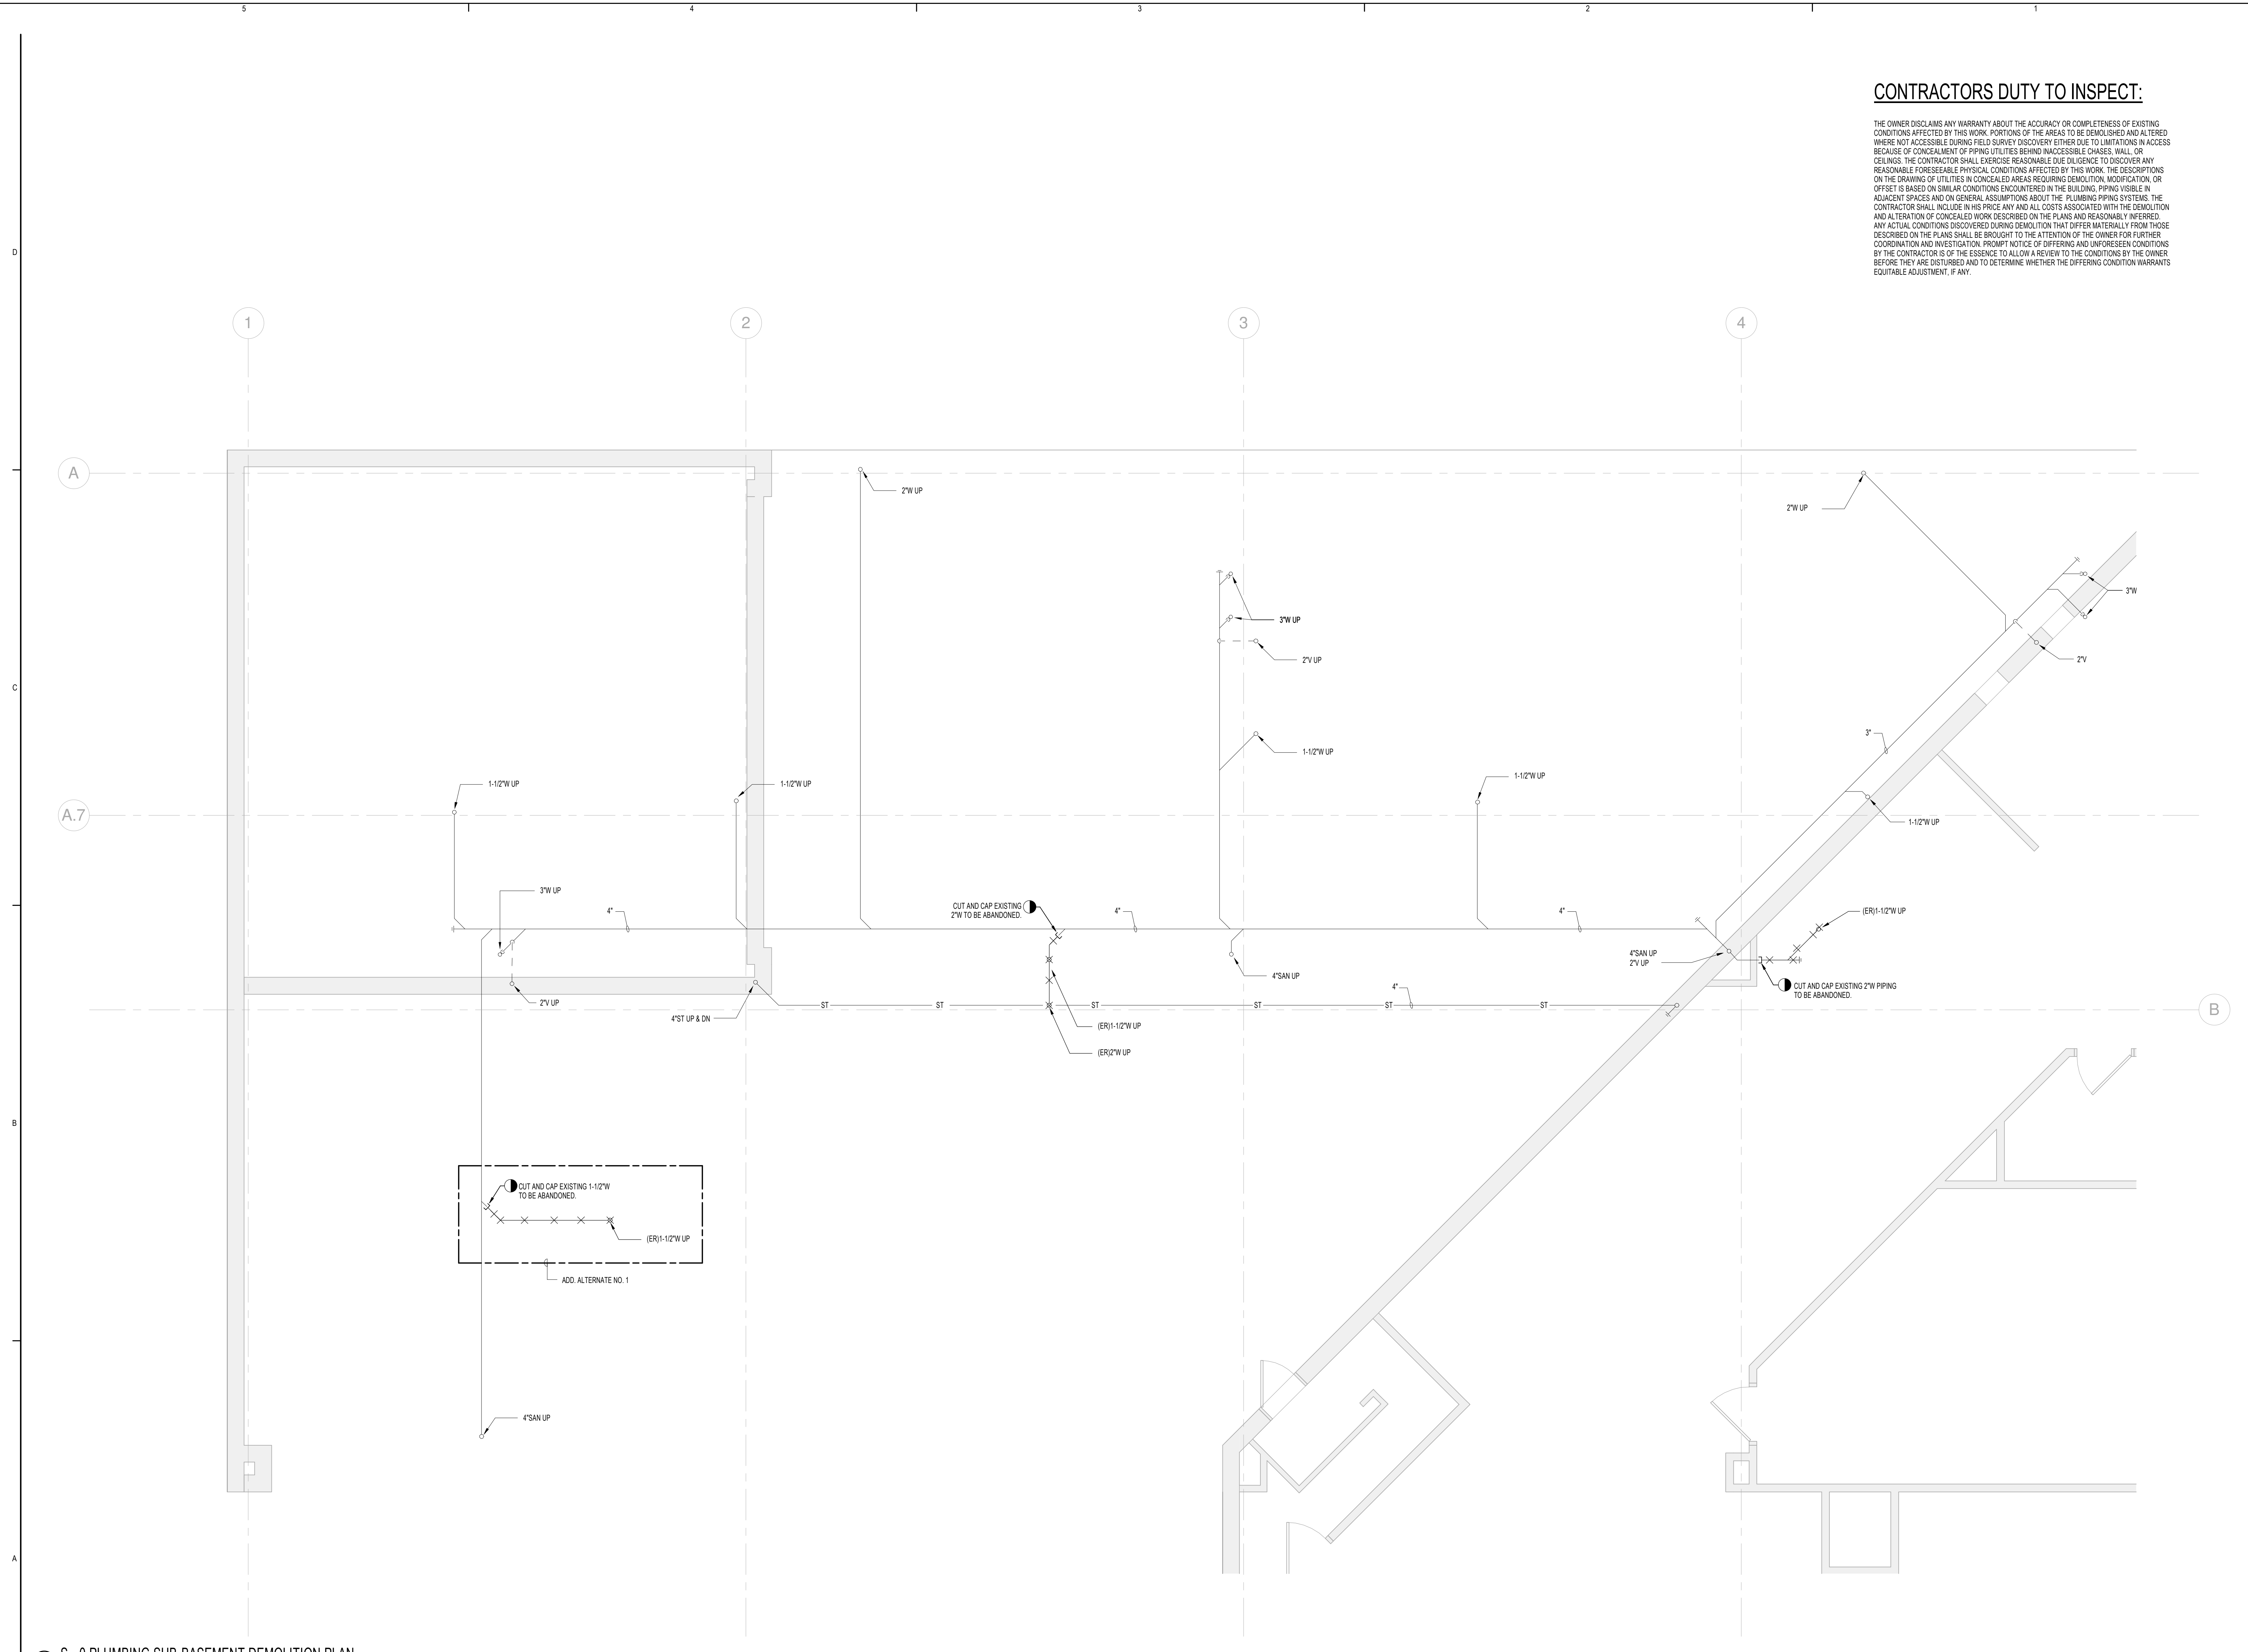 5 4 3 2 1
CONTRACTORS DUTY TO INSPECT:
THE OWNER DISCLAIMS ANY WARRANTY ABOUT THE ACCURACY OR COMPLETENESS OF EXISTING
CONDITIONS AFFECTED BY THIS WORK. PORTIONS OF THE AREAS TO BE DEMOLISHED AND ALTERED
WHERE NOT ACCESSIBLE DURING FIELD SURVEY DISCOVERY EITHER DUE TO LIMITATIONS IN ACCESS
BECAUSE OF CONCEALMENT OF PIPING UTILITIES BEHIND INACCESSIBLE CHASES, WALL, OR
CEILINGS. THE CONTRACTOR SHALL EXERCISE REASONABLE DUE DILIGENCE TO DISCOVER ANY
REASONABLE FORESEEABLE PHYSICAL CONDITIONS AFFECTED BY THIS WORK. THE DESCRIPTIONS
ON THE DRAWING OF UTILITIES IN CONCEALED AREAS REQUIRING DEMOLITION, MODIFICATION, OR
OFFSET IS BASED ON SIMILAR CONDITIONS ENCOUNTERED IN THE BUILDING, PIPING VISIBLE IN
ADJACENT SPACES AND ON GENERAL ASSUMPTIONS ABOUT THE PLUMBING PIPING SYSTEMS. THE
CONTRACTOR SHALL INCLUDE IN HIS PRICE ANY AND ALL COSTS ASSOCIATED WITH THE DEMOLITION
AND ALTERATION OF CONCEALED WORK DESCRIBED ON THE PLANS AND REASONABLY INFERRED.
ANY ACTUAL CONDITIONS DISCOVERED DURING DEMOLITION THAT DIFFER MATERIALLY FROM THOSE
DESCRIBED ON THE PLANS SHALL BE BROUGHT TO THE ATTENTION OF THE OWNER FOR FURTHER
COORDINATION AND INVESTIGATION. PROMPT NOTICE OF DIFFERING AND UNFORESEEN CONDITIONS
BY THE CONTRACTOR IS OF THE ESSENCE TO ALLOW A REVIEW TO THE CONDITIONS BY THE OWNER
BEFORE THEY ARE DISTURBED AND TO DETERMINE WHETHER THE DIFFERING CONDITION WARRANTS
EQUITABLE ADJUSTMENT, IF ANY.
D
1 2 3 4
A
2"W UP
2"W UP
3"W
3"W UP
2"V UP
2"V
C
3"
1-1/2"W UP
1-1/2"W UP
1-1/2"W UP
1-1/2"W UP
A.7
1-1/2"W UP
3"W UP
4"
CUT AND CAP EXISTING
2"W TO BE ABANDONED.
4"
4"
(ER)1-1/2"W UP
4"SAN UP
2"V UP
4"SAN UP
CUT AND CAP EXISTING 2"W PIPING
TO BE ABANDONED.
4"
2"V UP
ST ST ST ST ST ST
B
4"ST UP & DN
(ER)1-1/2"W UP
(ER)2"W UP
B
CUT AND CAP EXISTING 1-1/2"W
TO BE ABANDONED.
(ER)1-1/2"W UP
ADD. ALTERNATE NO. 1
4"SAN UP
A